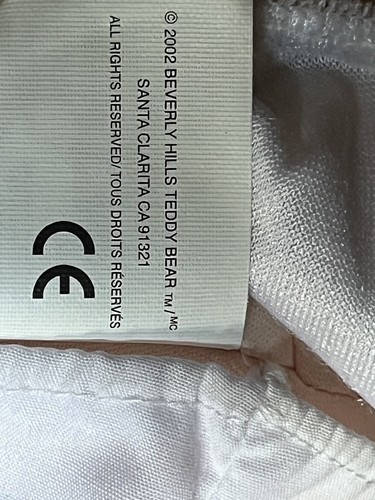 © 2002 BEVERLY HILLS TEDDY BEAR TM/MC
SANTA CLARITA CA 91321
ALL RIGHTS RESERVED/ TOUS DROITS RÉSERVÉS
CE